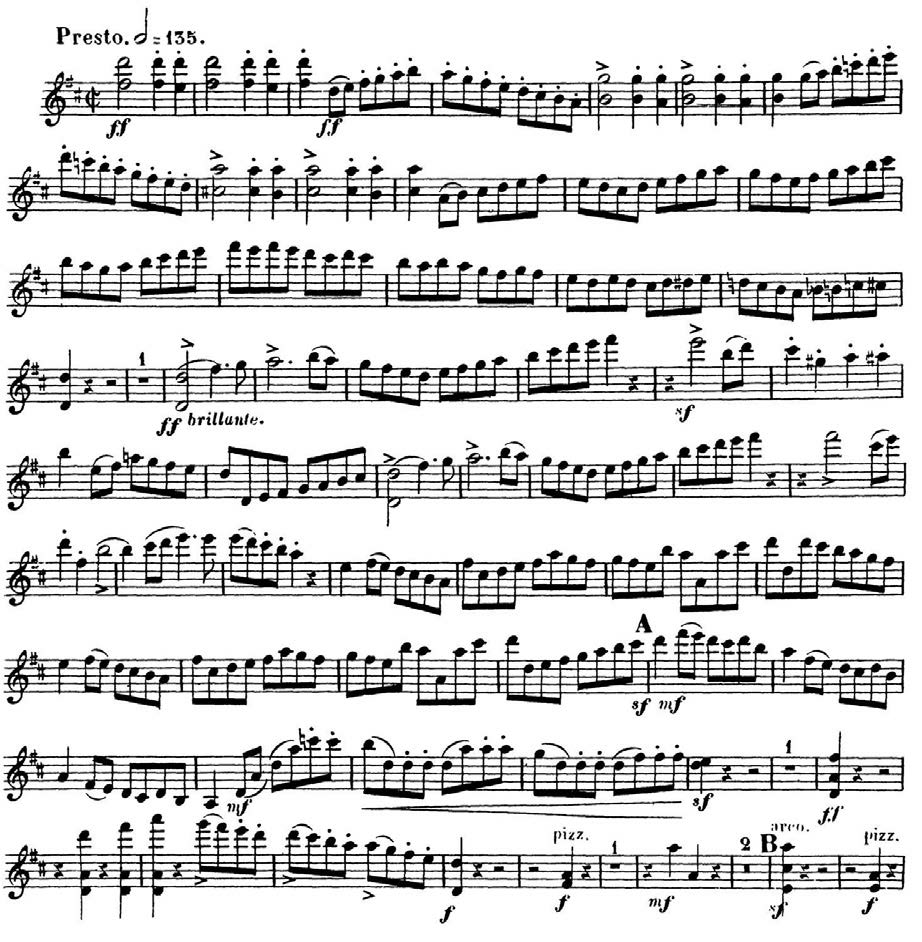 Presto. = 135.
ff ff
1
ff brillante. sf
A
sf mf
mf sf 1 ff
pizz. 1 2 B arco. pizz.
f f mf sf f